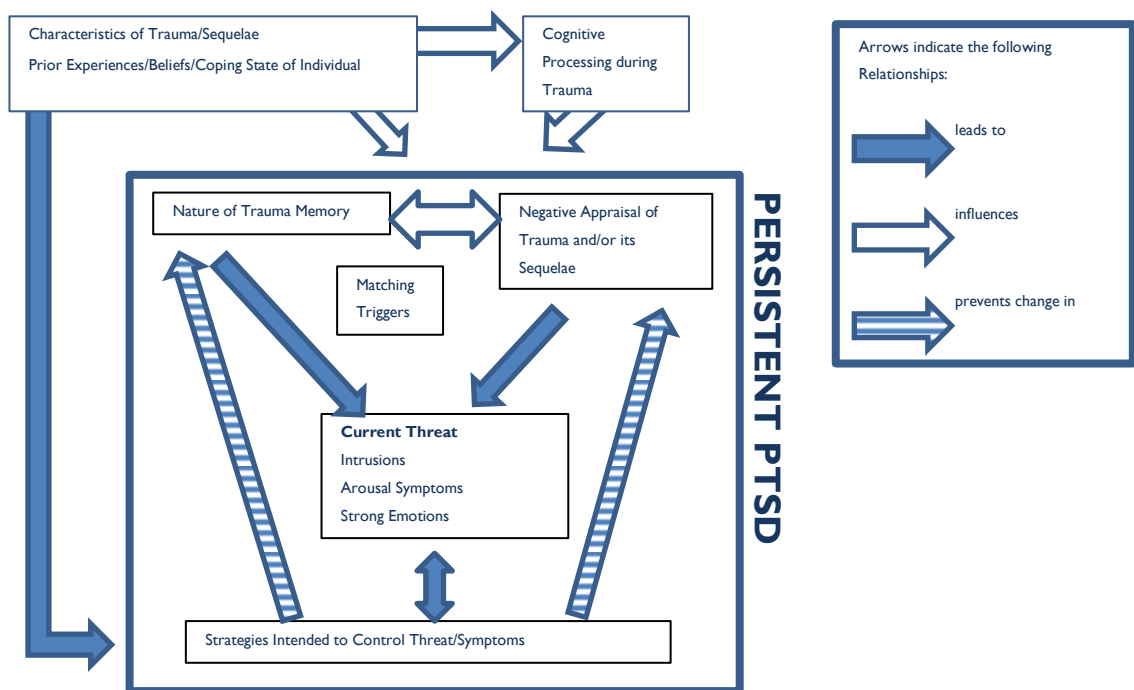 Characteristics of Trauma/Sequelae
Prior Experiences/Beliefs/Coping State of Individual
Cognitive
Processing during
Trauma
Arrows indicate the following
Relationships:
leads to
influences
prevents change in
Nature of Trauma Memory
Negative Appraisal of
Trauma and/or its
Sequelae
Matching
Triggers
Current Threat
Intrusions
Arousal Symptoms
Strong Emotions
Strategies Intended to Control Threat/Symptoms
PERSISTENT PTSD